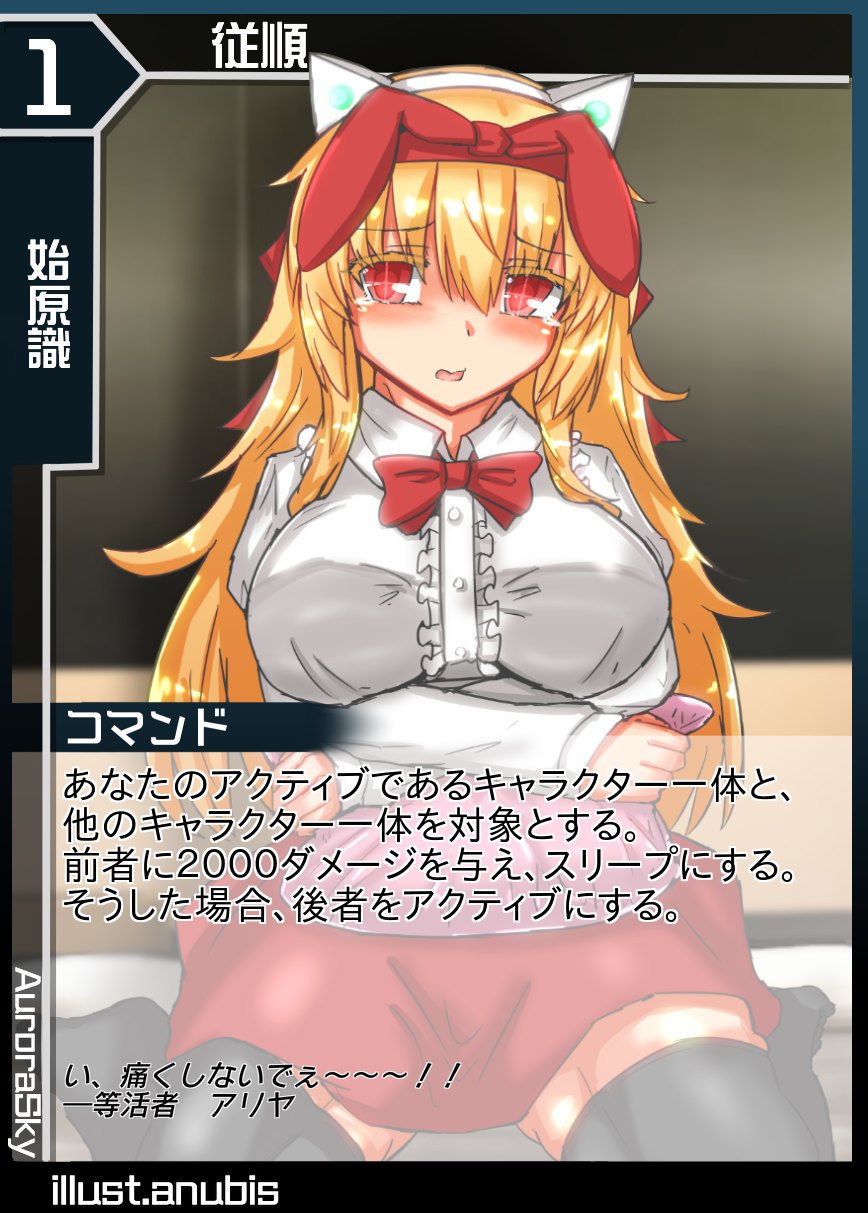 1
従順
始原識
コマンド
あなたのアクティブであるキャラクター一体と、
他のキャラクター一体を対象とする。
前者に2000ダメージを与え、スリープにする。
そうした場合、後者をアクティブにする。
い、痛くしないでぇ～～～！！
―等活者　アリヤ
AuroraSky
illust.anubis